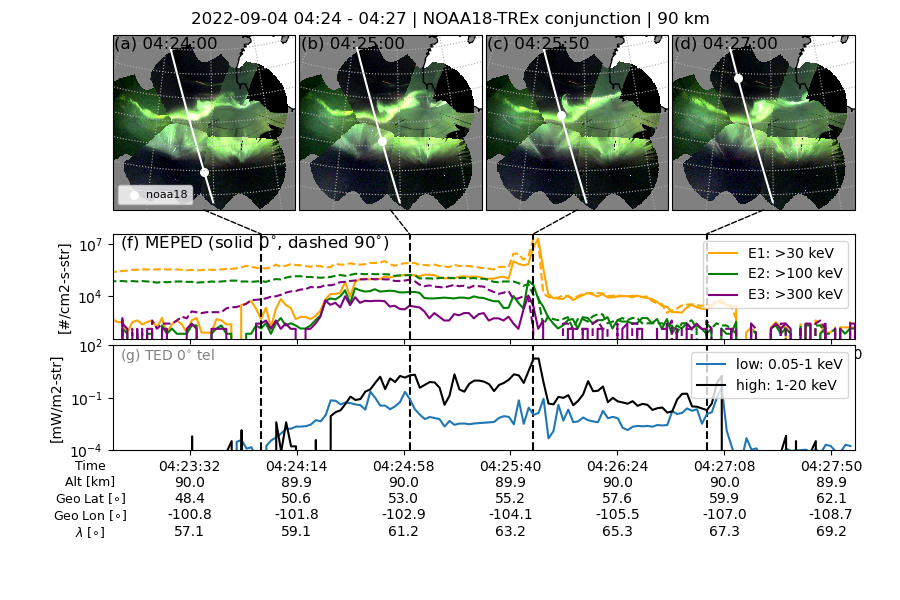 2022-09-04 04:24 - 04:27 | NOAA18-TREx conjunction | 90 km
(a) 04:24:00 (b) 04:25:00 (c) 04:25:50 (d) 04:27:00
noaa18
(f) MEPED (solid 0°, dashed 90°)
[#/cm2-s-str]
10⁷
10⁴
E1: >30 keV
E2: >100 keV
E3: >300 keV
(g) TED 0° tel
[mW/m2-str]
10²
10⁻¹
10⁻⁴
0
low: 0.05-1 keV
high: 1-20 keV
Time 04:23:32 04:24:14 04:24:58 04:25:40 04:26:24 04:27:08 04:27:50
Alt [km] 90.0 89.9 90.0 89.9 90.0 90.0 89.9
Geo Lat [∘] 48.4 50.6 53.0 55.2 57.6 59.9 62.1
Geo Lon [∘] -100.8 -101.8 -102.9 -104.1 -105.5 -107.0 -108.7
λ [∘] 57.1 59.1 61.2 63.2 65.3 67.3 69.2